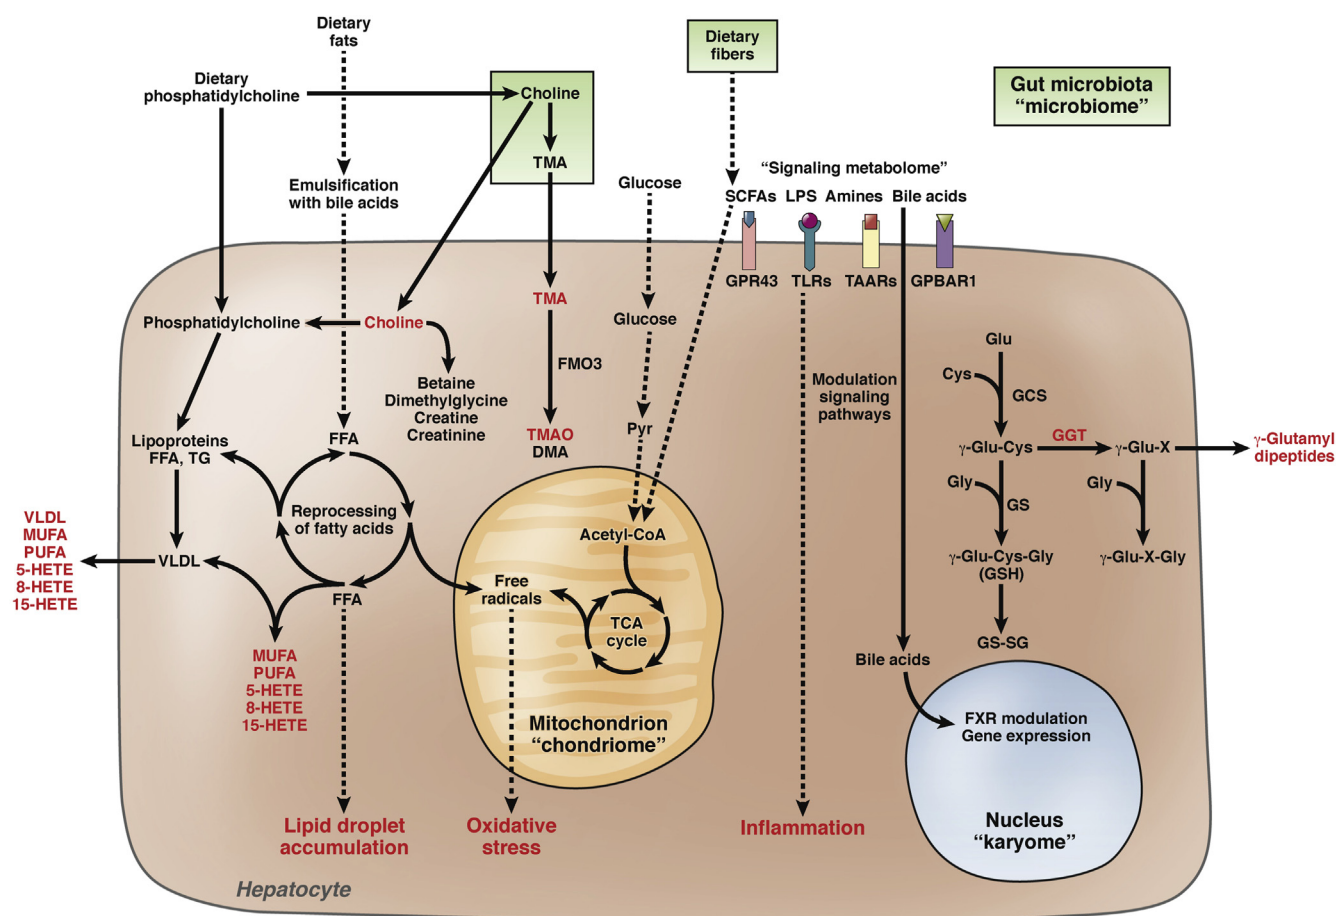 Dietary
fats
Dietary
fibers
Gut microbiota
“microbiome”
Dietary
phosphatidylcholine
Choline
TMA
“Signaling metabolome”
Emulsification
with bile acids
Glucose
SCFAs LPS Amines Bile acids
GPR43 TLRs TAARs GPBAR1
TMA
Phosphatidylcholine
Choline
Glucose
FMO3
Betaine
Dimethylglycine
Creatine
Creatinine
Modulation
signaling
pathways
Glu
Cys
GCS
Lipoproteins
FFA, TG
FFA
TMAO
DMA
Pyr
γ-Glu-Cys
GGT
γ-Glu-X
γ-Glutamyl
dipeptides
Gly
GS
Gly
Reprocessing
of fatty acids
VLDL
MUFA
PUFA
5-HETE
8-HETE
15-HETE
VLDL
FFA
Acetyl-CoA
Free
radicals
TCA
cycle
γ-Glu-Cys-Gly
(GSH)
γ-Glu-X-Gly
GS-SG
MUFA
PUFA
5-HETE
8-HETE
15-HETE
Bile acids
Mitochondrion
“chondriome”
FXR modulation
Gene expression
Lipid droplet
accumulation
Oxidative
stress
Inflammation
Nucleus
“karyome”
Hepatocyte